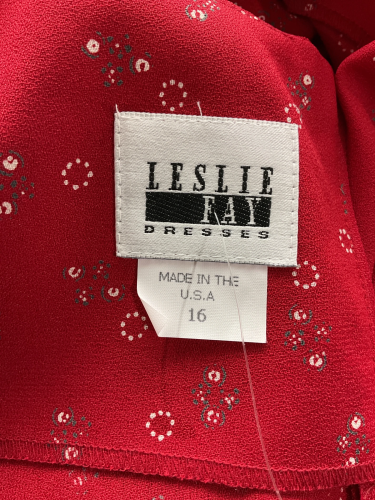 LESLIE
FAY
DRESSES
MADE IN THE
U.S.A
16